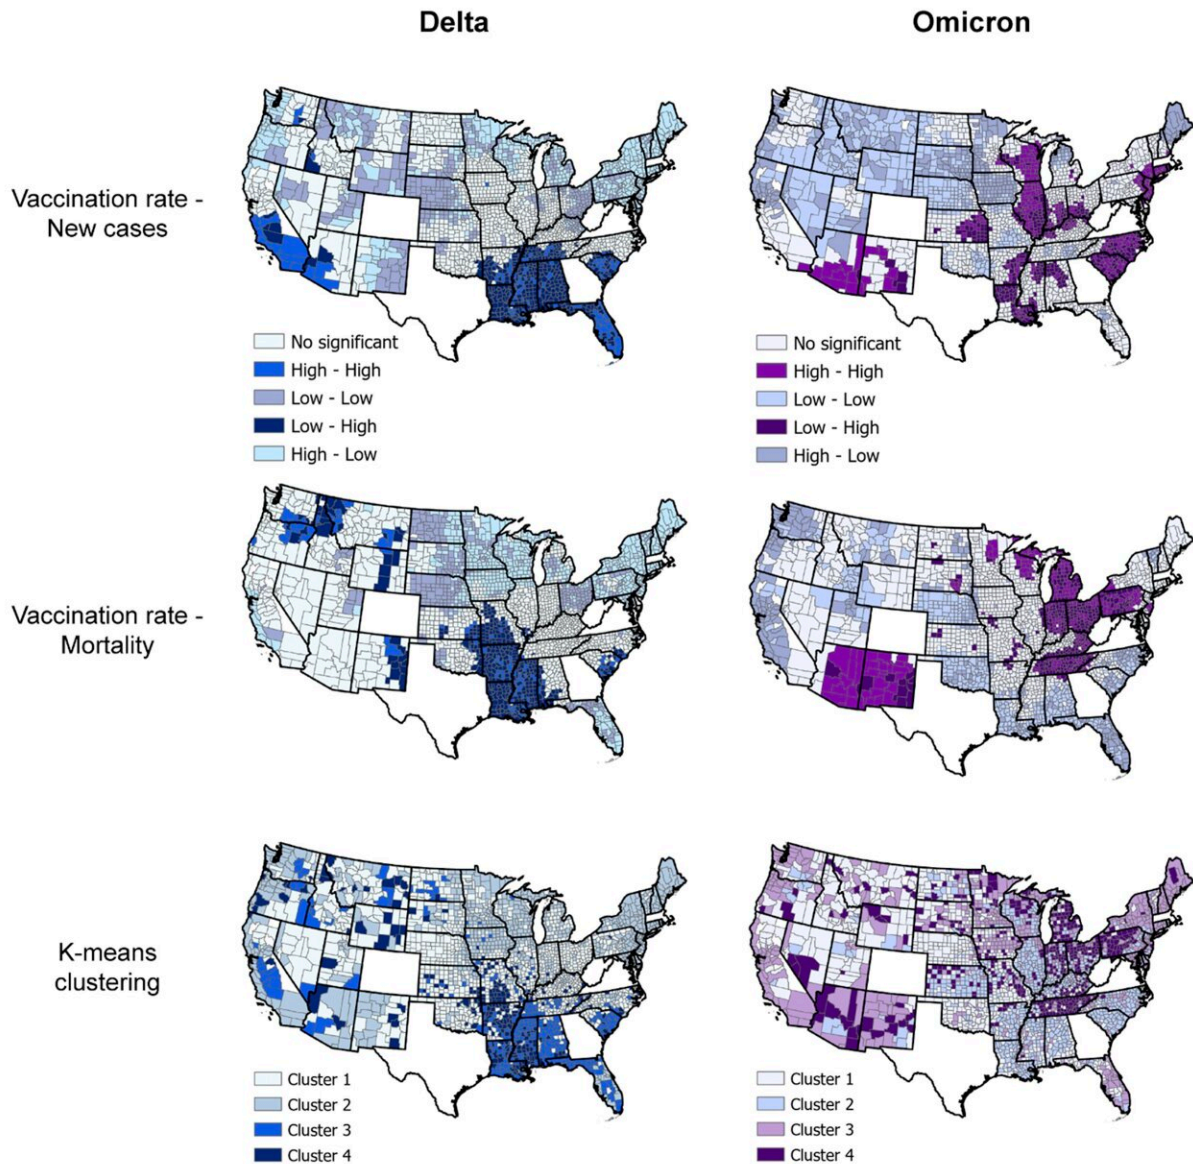 Delta
Omicron
Vaccination rate -
New cases
No significant
High - High
Low - Low
Low - High
High - Low
No significant
High - High
Low - Low
Low - High
High - Low
Vaccination rate -
Mortality
K-means
clustering
Cluster 1
Cluster 2
Cluster 3
Cluster 4
Cluster 1
Cluster 2
Cluster 3
Cluster 4